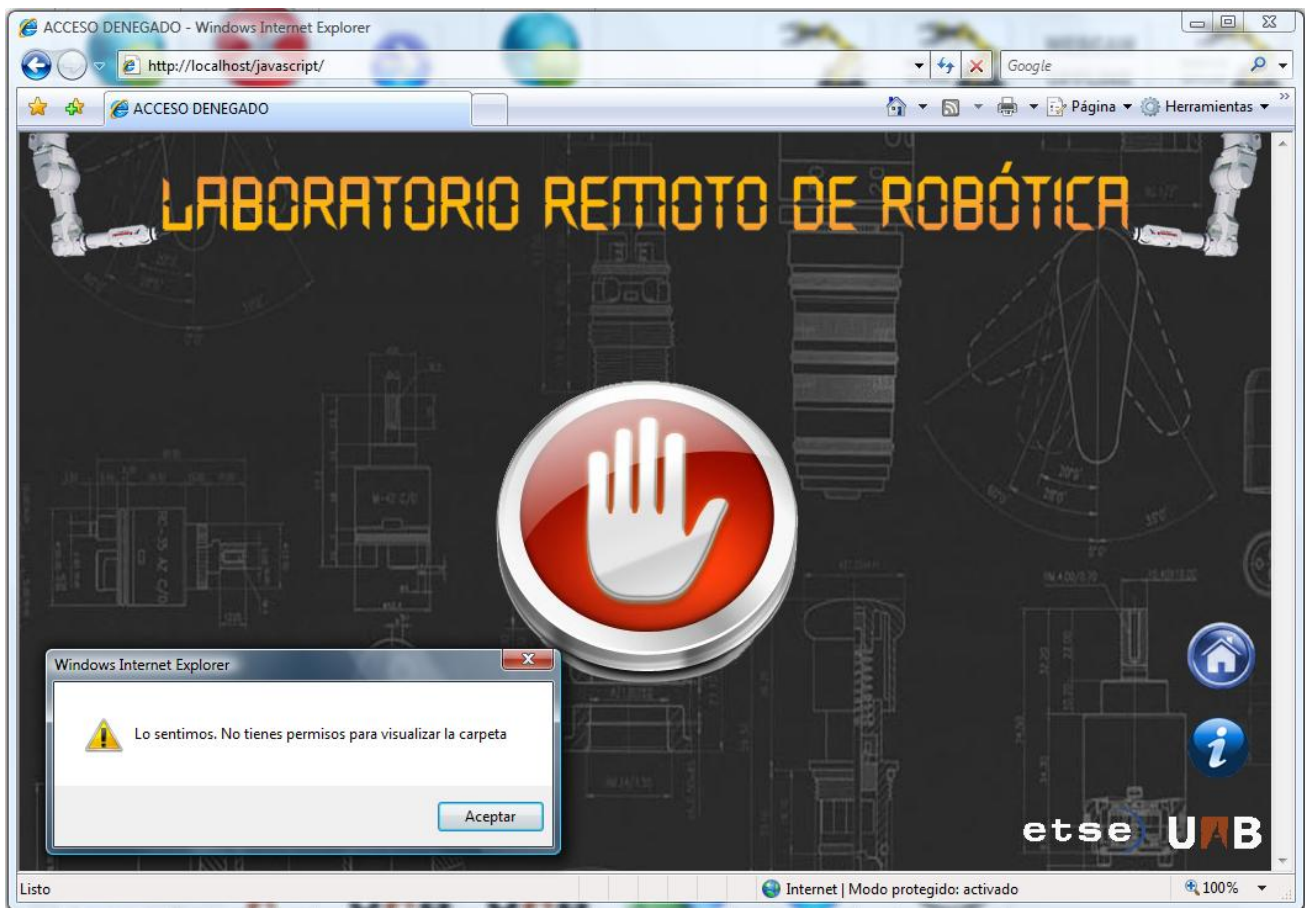 ACCESO DENEGADO - Windows Internet Explorer
http://localhost/javascript/
Google
ACCESO DENEGADO
Página
Herramientas
LABORATORIO REMOTO DE ROBÓTICA
Windows Internet Explorer
Lo sentimos. No tienes permisos para visualizar la carpeta
Aceptar
etse UAB
Listo
Internet | Modo protegido: activado
100%